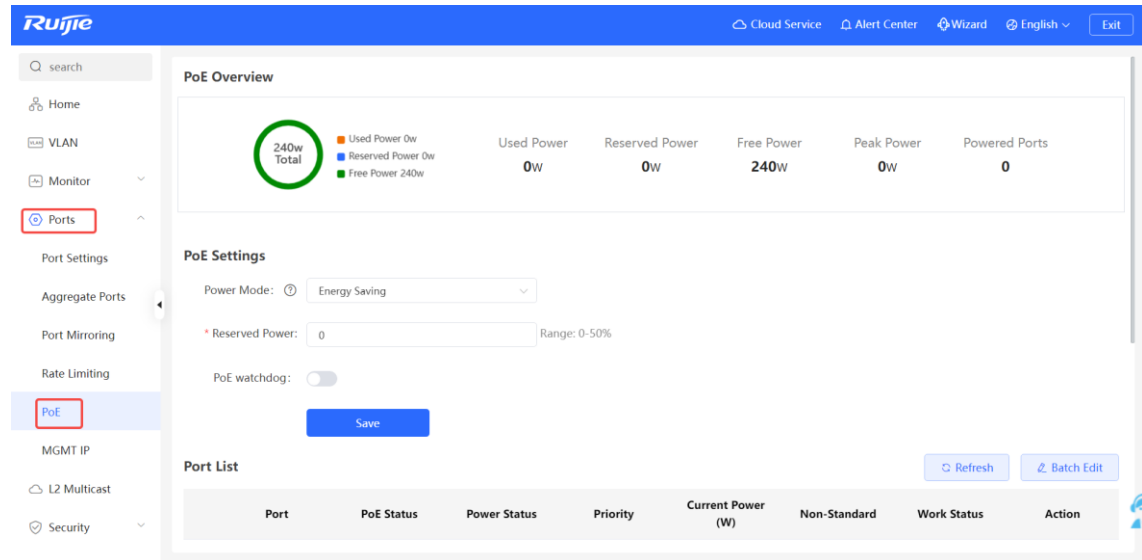 Ruijie
Cloud Service Alert Center Wizard English Exit
search
Home
VLAN
Monitor
Ports
Port Settings
Aggregate Ports
Port Mirroring
Rate Limiting
PoE
MGMT IP
L2 Multicast
Security
PoE Overview
240w
Total
Used Power 0w
Reserved Power 0w
Free Power 240w
Used Power Reserved Power Free Power Peak Power Powered Ports
0W 0W 240W 0W 0
PoE Settings
Power Mode: ? Energy Saving
* Reserved Power: 0 Range: 0-50%
PoE watchdog:
Save
Port List Refresh Batch Edit
Port PoE Status Power Status Priority Current Power (W) Non-Standard Work Status Action